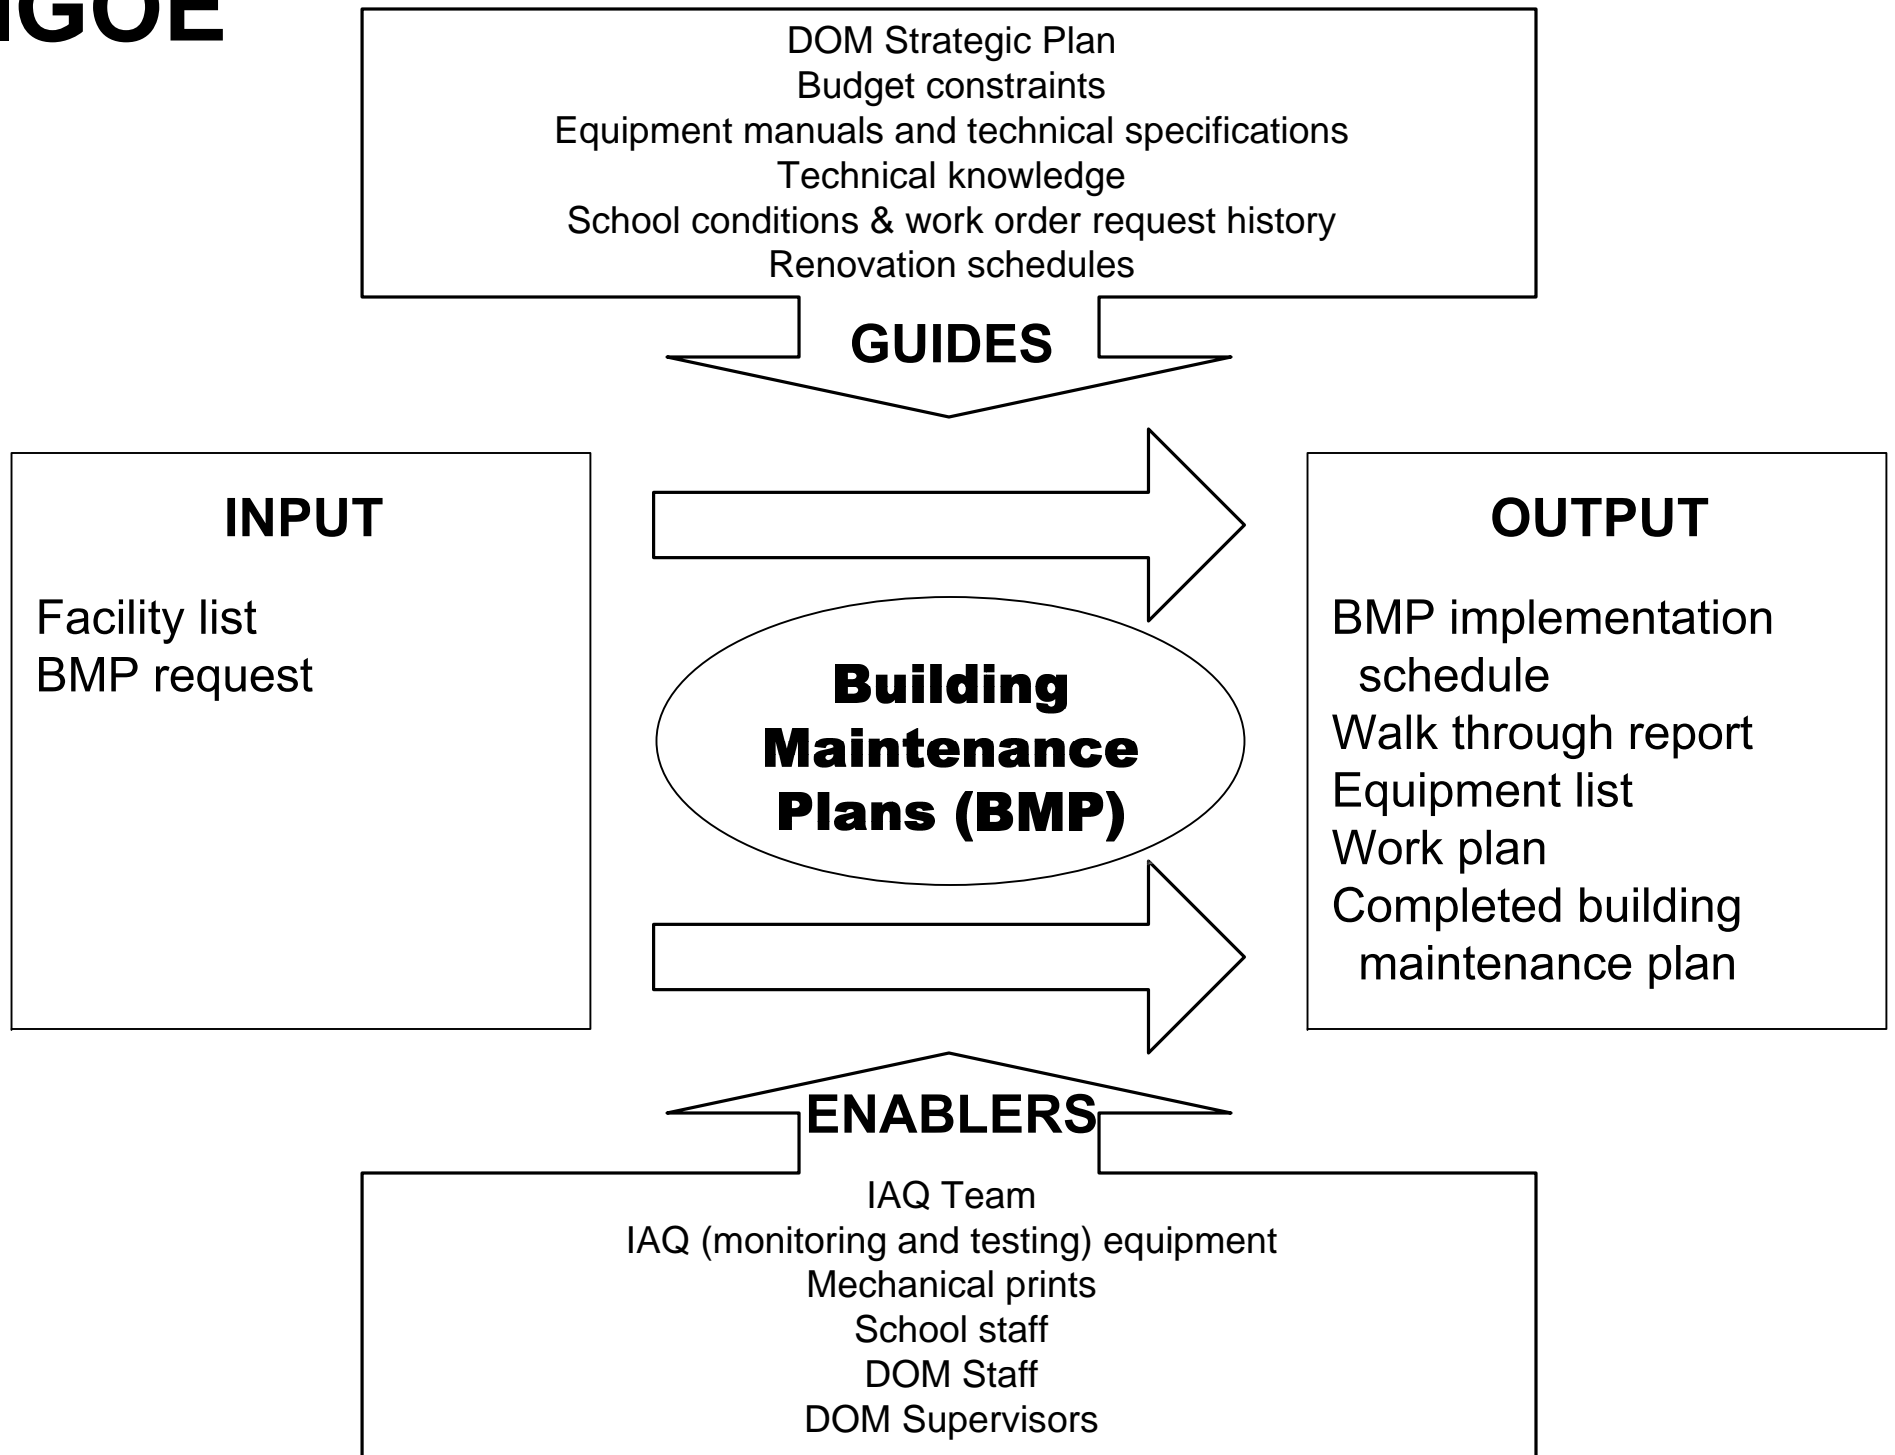 IGOE
DOM Strategic Plan
Budget constraints
Equipment manuals and technical specifications
Technical knowledge
School conditions & work order request history
Renovation schedules
GUIDES
INPUT
Facility list
BMP request
Building
Maintenance
Plans (BMP)
OUTPUT
BMP implementation
schedule
Walk through report
Equipment list
Work plan
Completed building
maintenance plan
ENABLERS
IAQ Team
IAQ (monitoring and testing) equipment
Mechanical prints
School staff
DOM Staff
DOM Supervisors